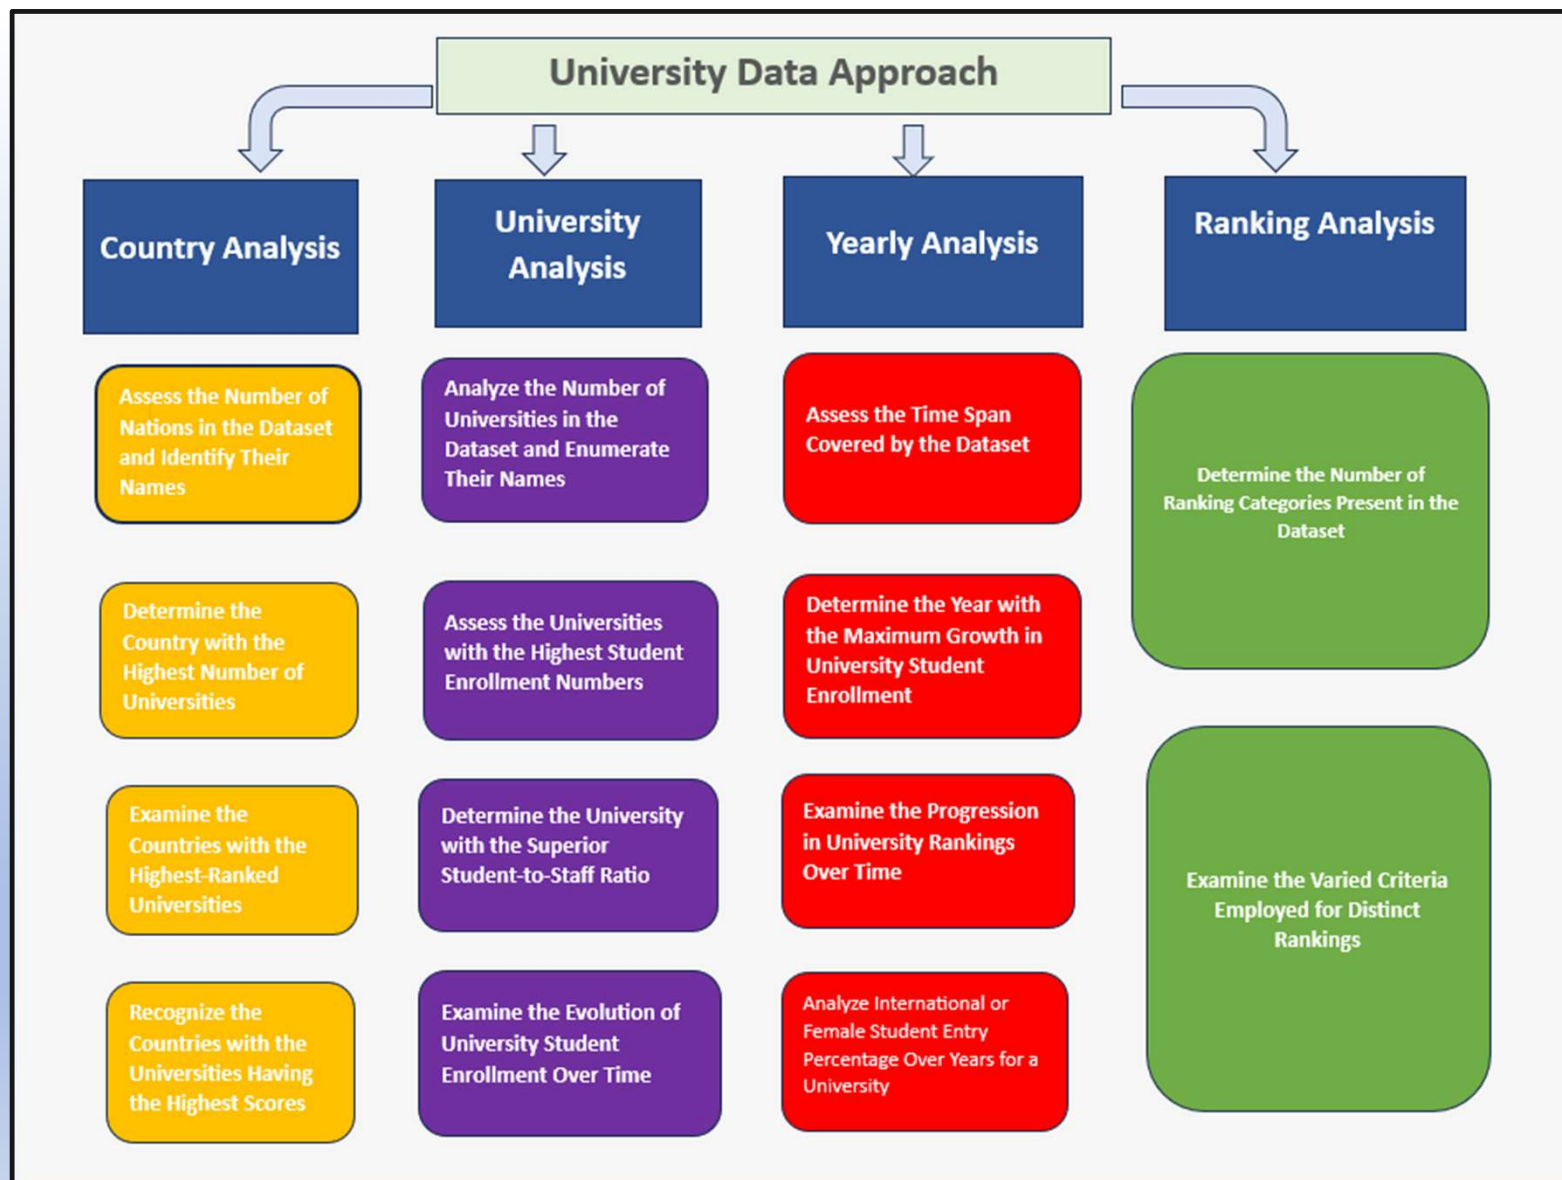 University Data Approach
Country Analysis
Assess the Number of
Nations in the Dataset
and Identify Their
Names
Determine the
Country with the
Highest Number of
Universities
Examine the
Countries with the
Highest-Ranked
Universities
Recognize the
Countries with the
Universities Having
the Highest Scores
University
Analysis
Analyze the Number of
Universities in the
Dataset and Enumerate
Their Names
Assess the Universities
with the Highest Student
Enrollment Numbers
Determine the University
with the Superior
Student-to-Staff Ratio
Examine the Evolution of
University Student
Enrollment Over Time
Yearly Analysis
Assess the Time Span
Covered by the Dataset
Determine the Year with
the Maximum Growth in
University Student
Enrollment
Examine the Progression
in University Rankings
Over Time
Analyze International or
Female Student Entry
Percentage Over Years for a
University
Ranking Analysis
Determine the Number of
Ranking Categories Present in the
Dataset
Examine the Varied Criteria
Employed for Distinct
Rankings